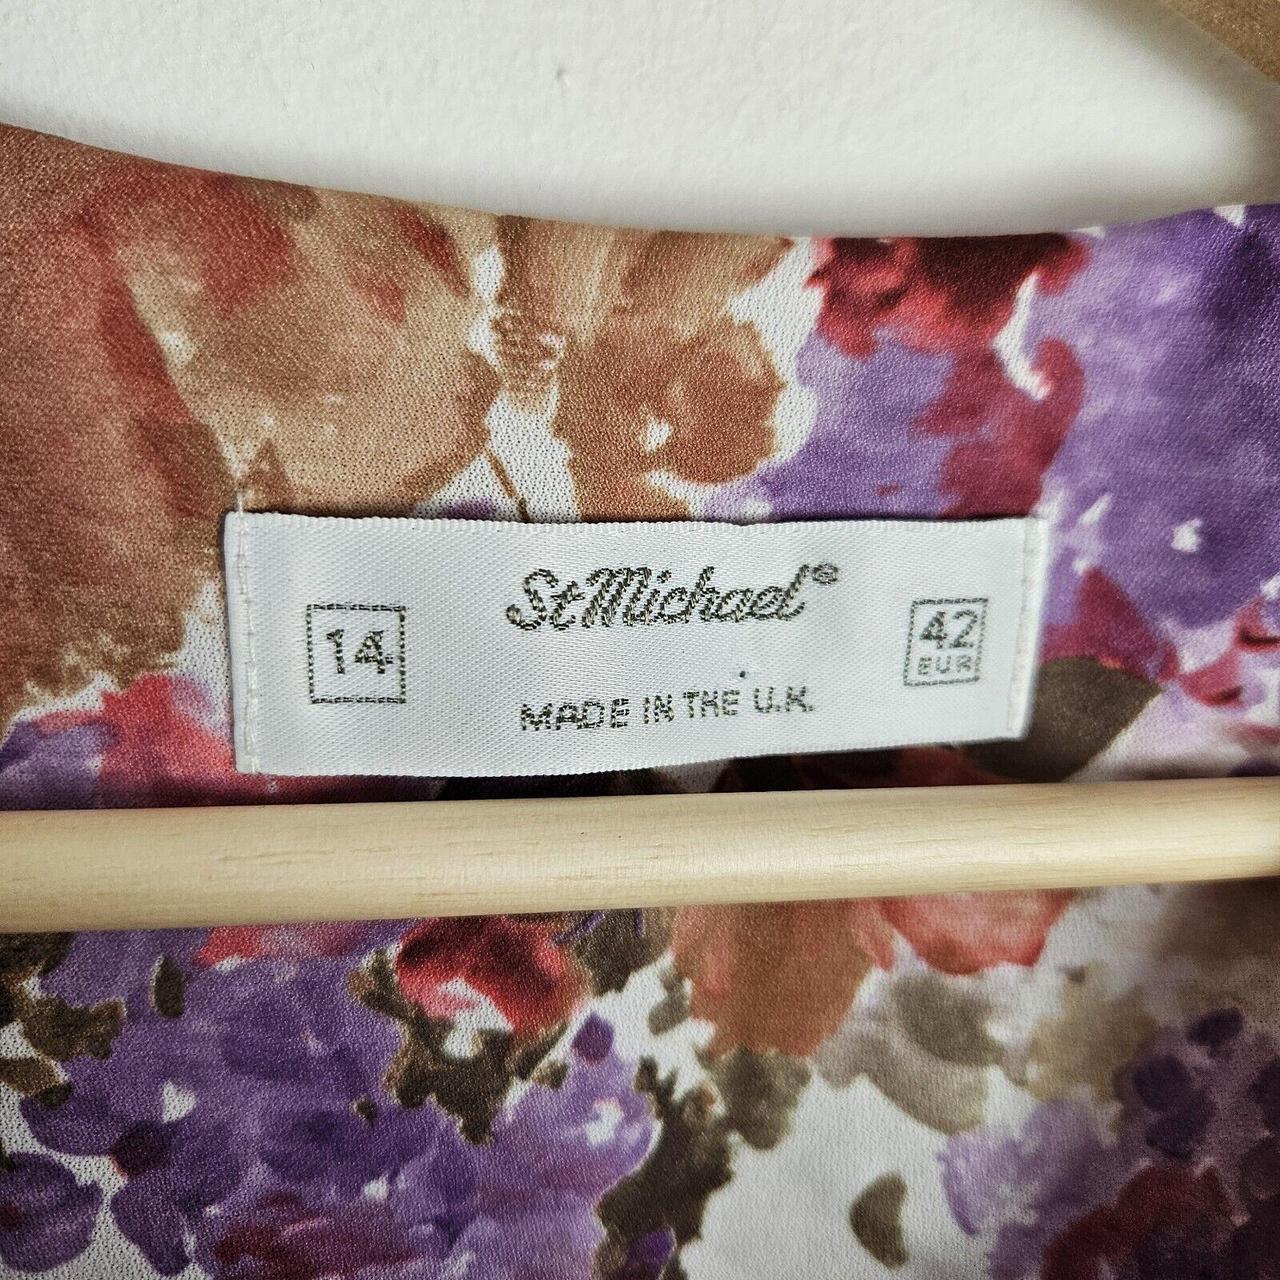 St Michael®
14
42
EUR
MADE IN THE U.K.